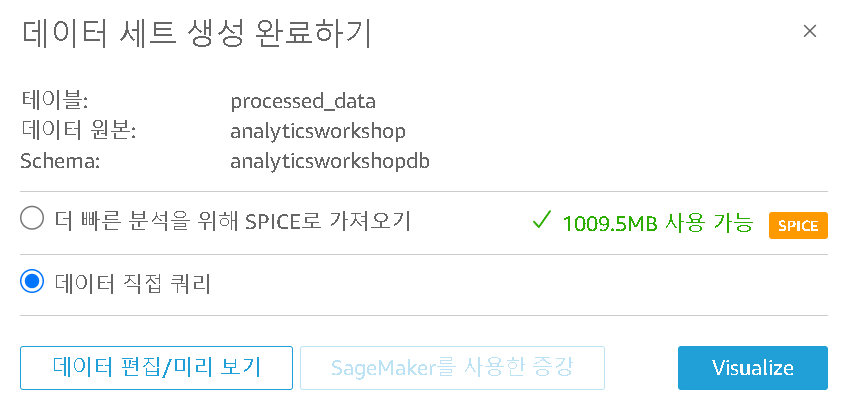 데이터 세트 생성 완료하기
테이블: processed_data
데이터 원본: analyticsworkshop
Schema: analyticsworkshopdb
더 빠른 분석을 위해 SPICE로 가져오기 1009.5MB 사용 가능 SPICE
데이터 직접 쿼리
데이터 편집/미리 보기 SageMaker를 사용한 증강 Visualize